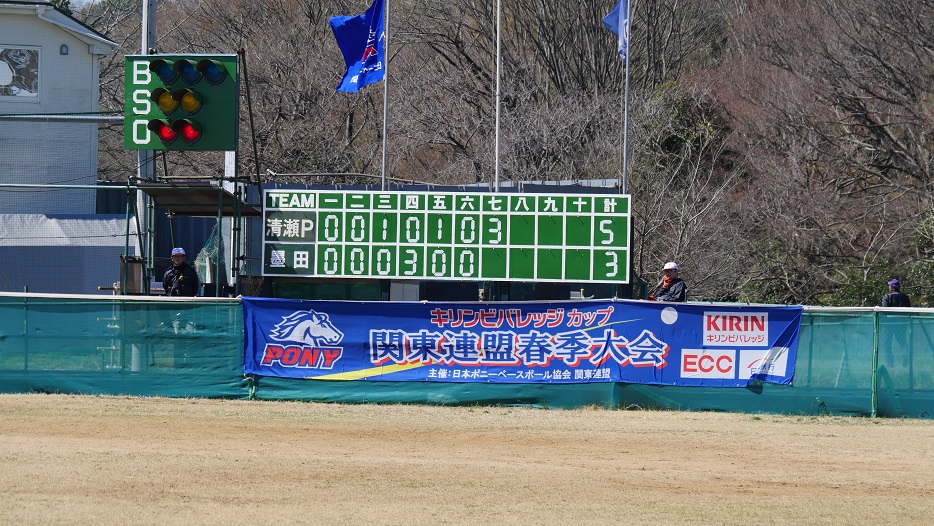 B
S
O
TEAM 一 二 三 四 五 六 七 八 九 十 計
清瀬P 0 0 1 0 1 0 3 5
墨田 0 0 0 3 0 0 3
キリンビバレッジ カップ
関東連盟春季大会
主催:日本ポニーベースボール協会 関東連盟
PONY
KIRIN
キリンビバレッジ
ECC